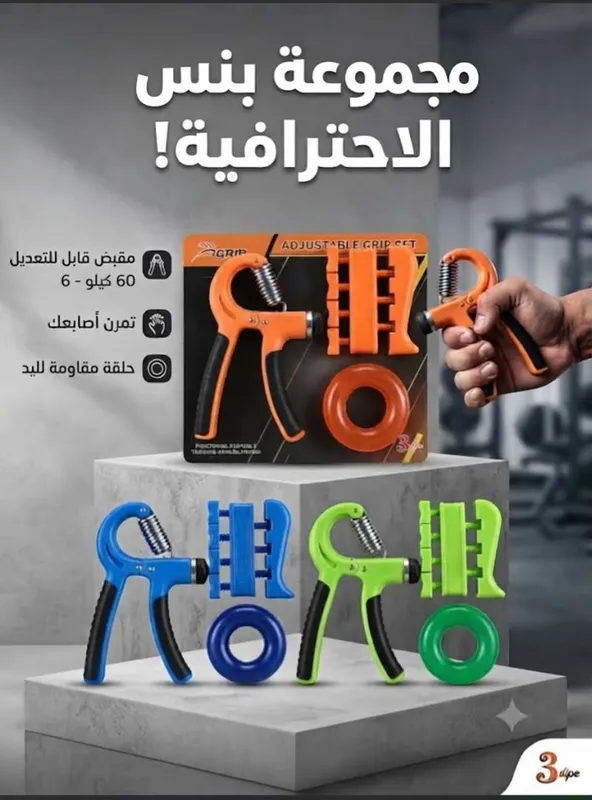 مجموعة بنس
الاحترافية!
مقبض قابل للتعديل
60 كيلو - 6
تمرن أصابعك
حلقة مقاومة لليد
GRIP
ADJUSTABLE GRIP SET
3 dipe